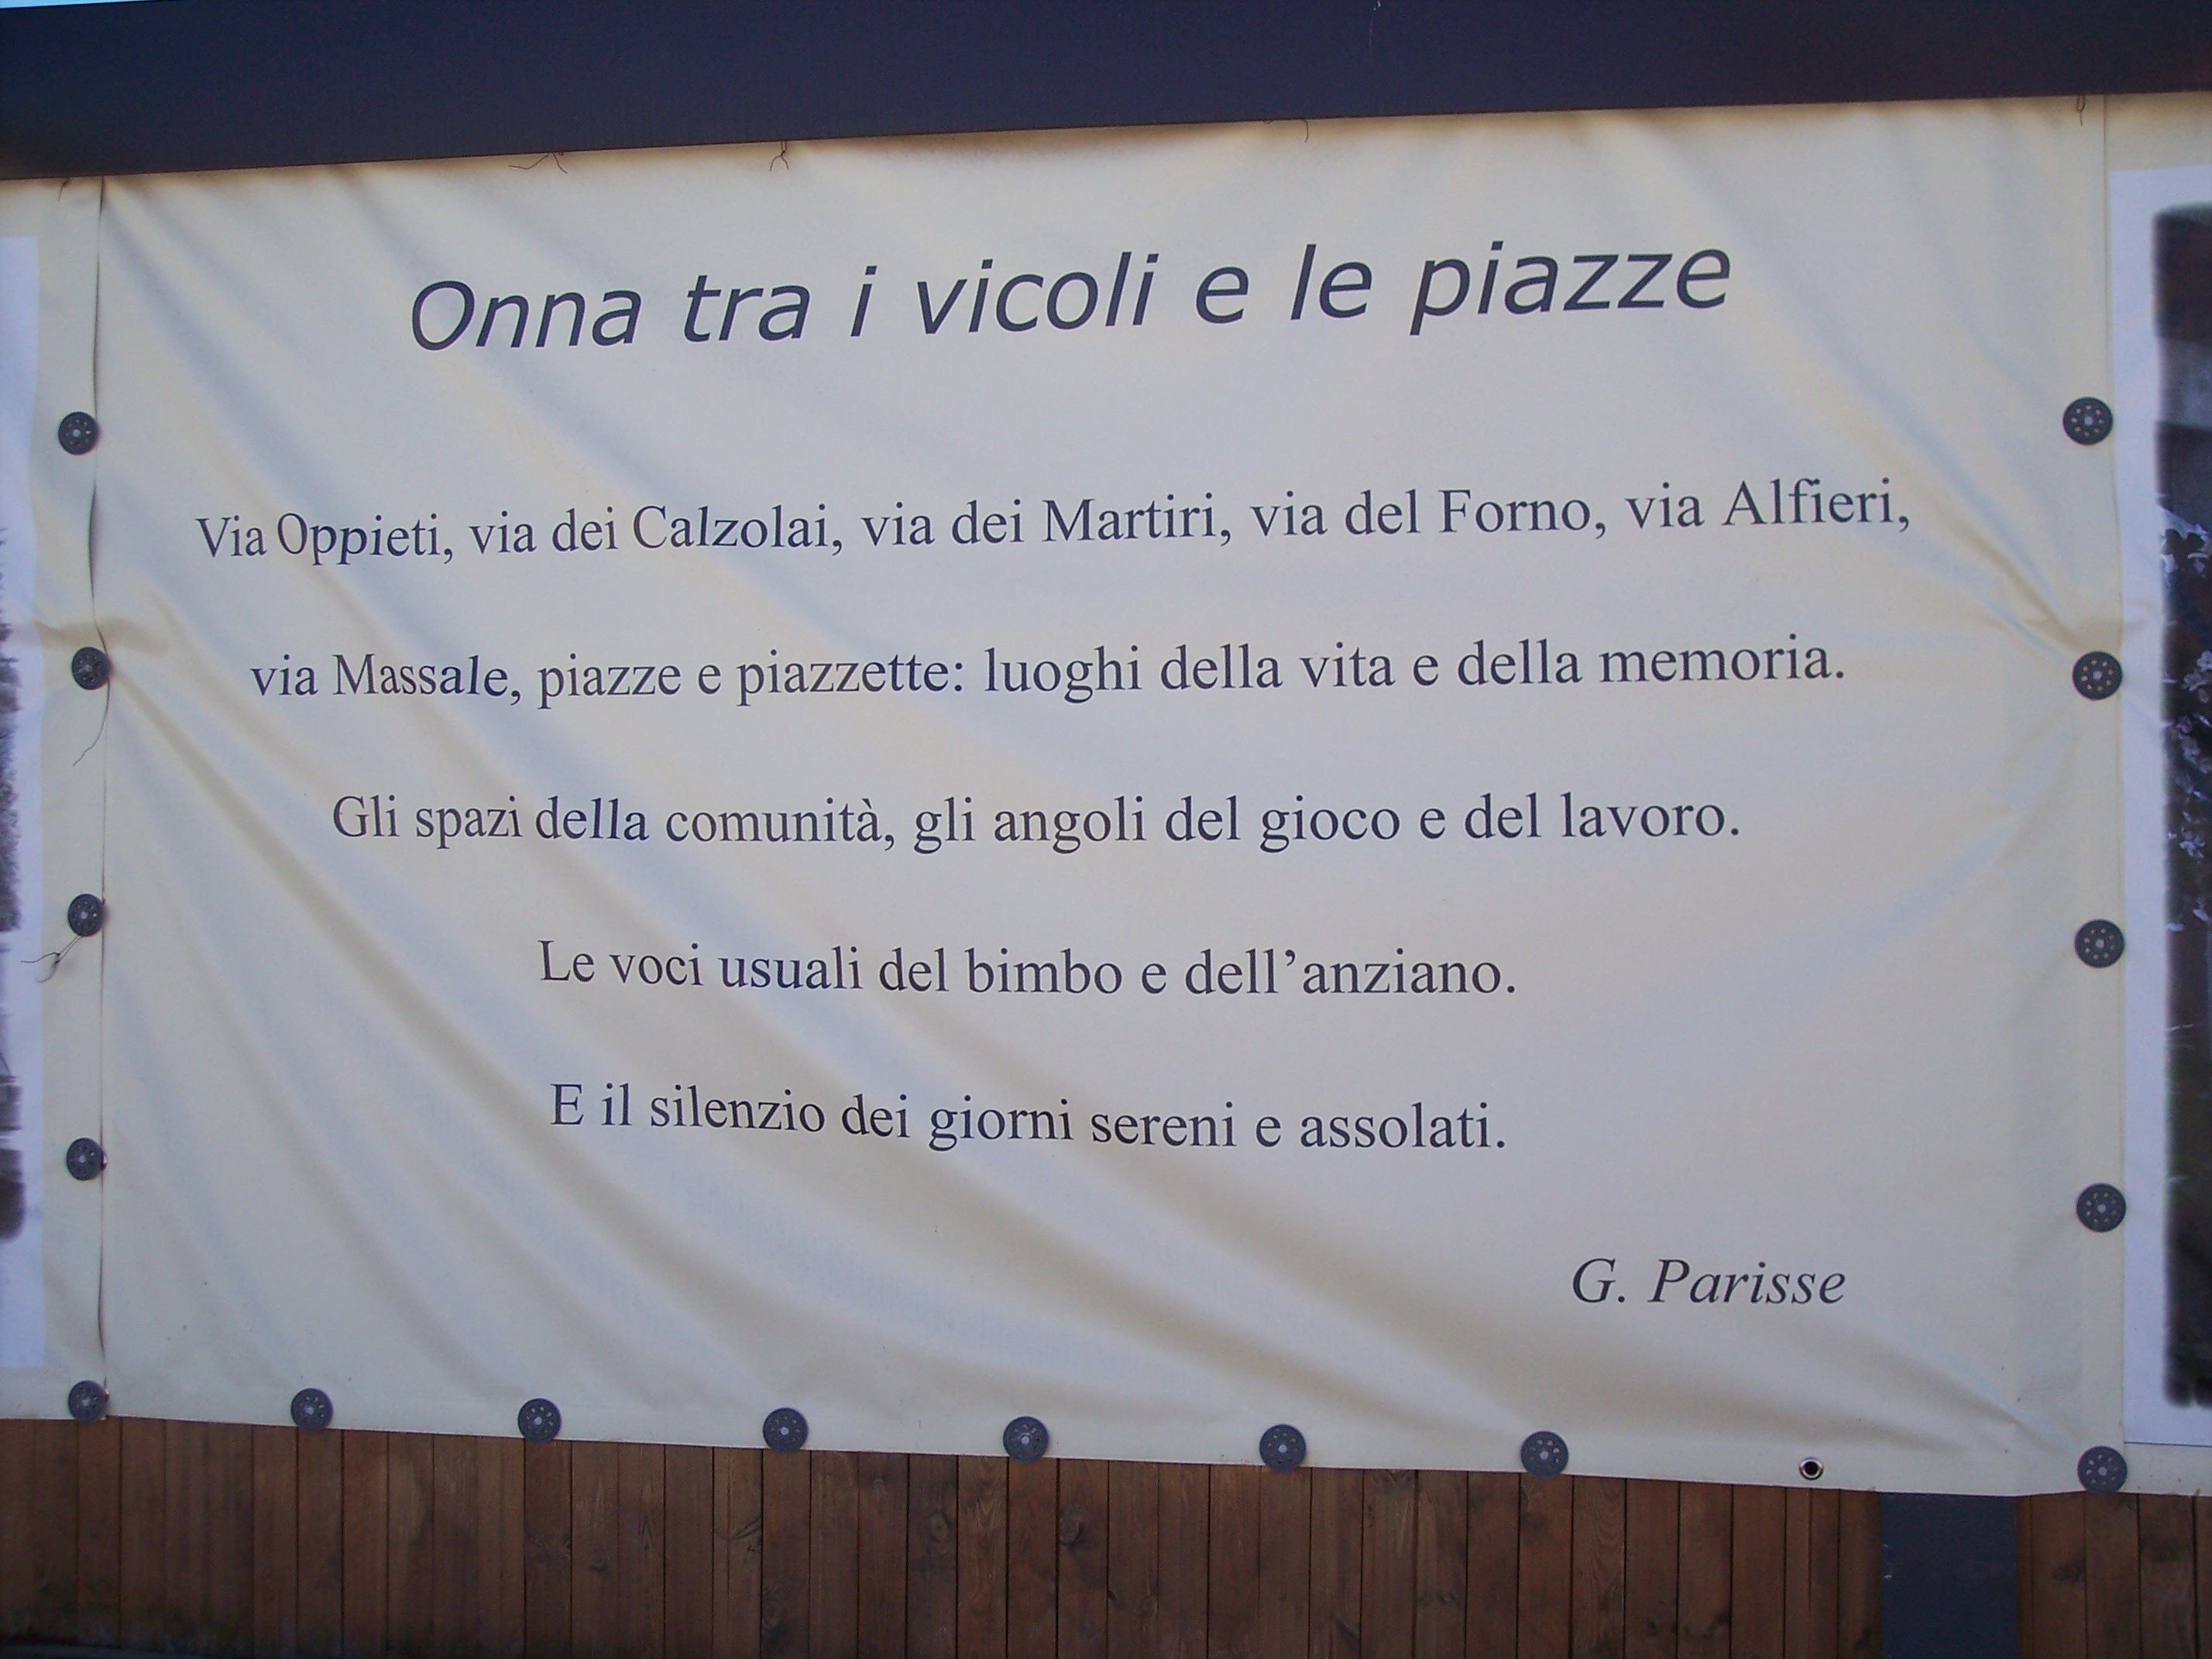 Onna tra i vicoli e le piazze
Via Oppieti, via dei Calzolai, via dei Martiri, via del Forno, via Alfieri,
via Massale, piazze e piazzette: luoghi della vita e della memoria.
Gli spazi della comunità, gli angoli del gioco e del lavoro.
Le voci usuali del bimbo e dell’anziano.
E il silenzio dei giorni sereni e assolati.
G. Parisse